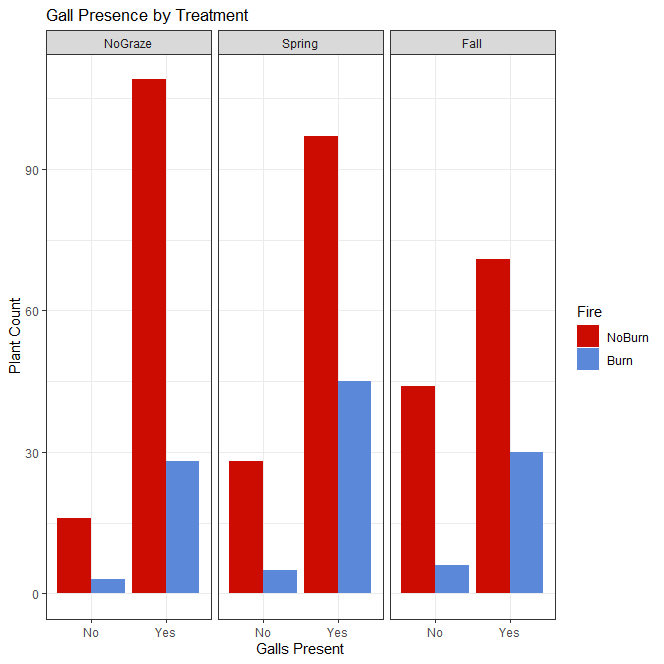 Gall Presence by Treatment
NoGraze Spring Fall
Plant Count
90
60
30
0
No Yes No Yes No Yes
Galls Present
Fire
NoBurn
Burn